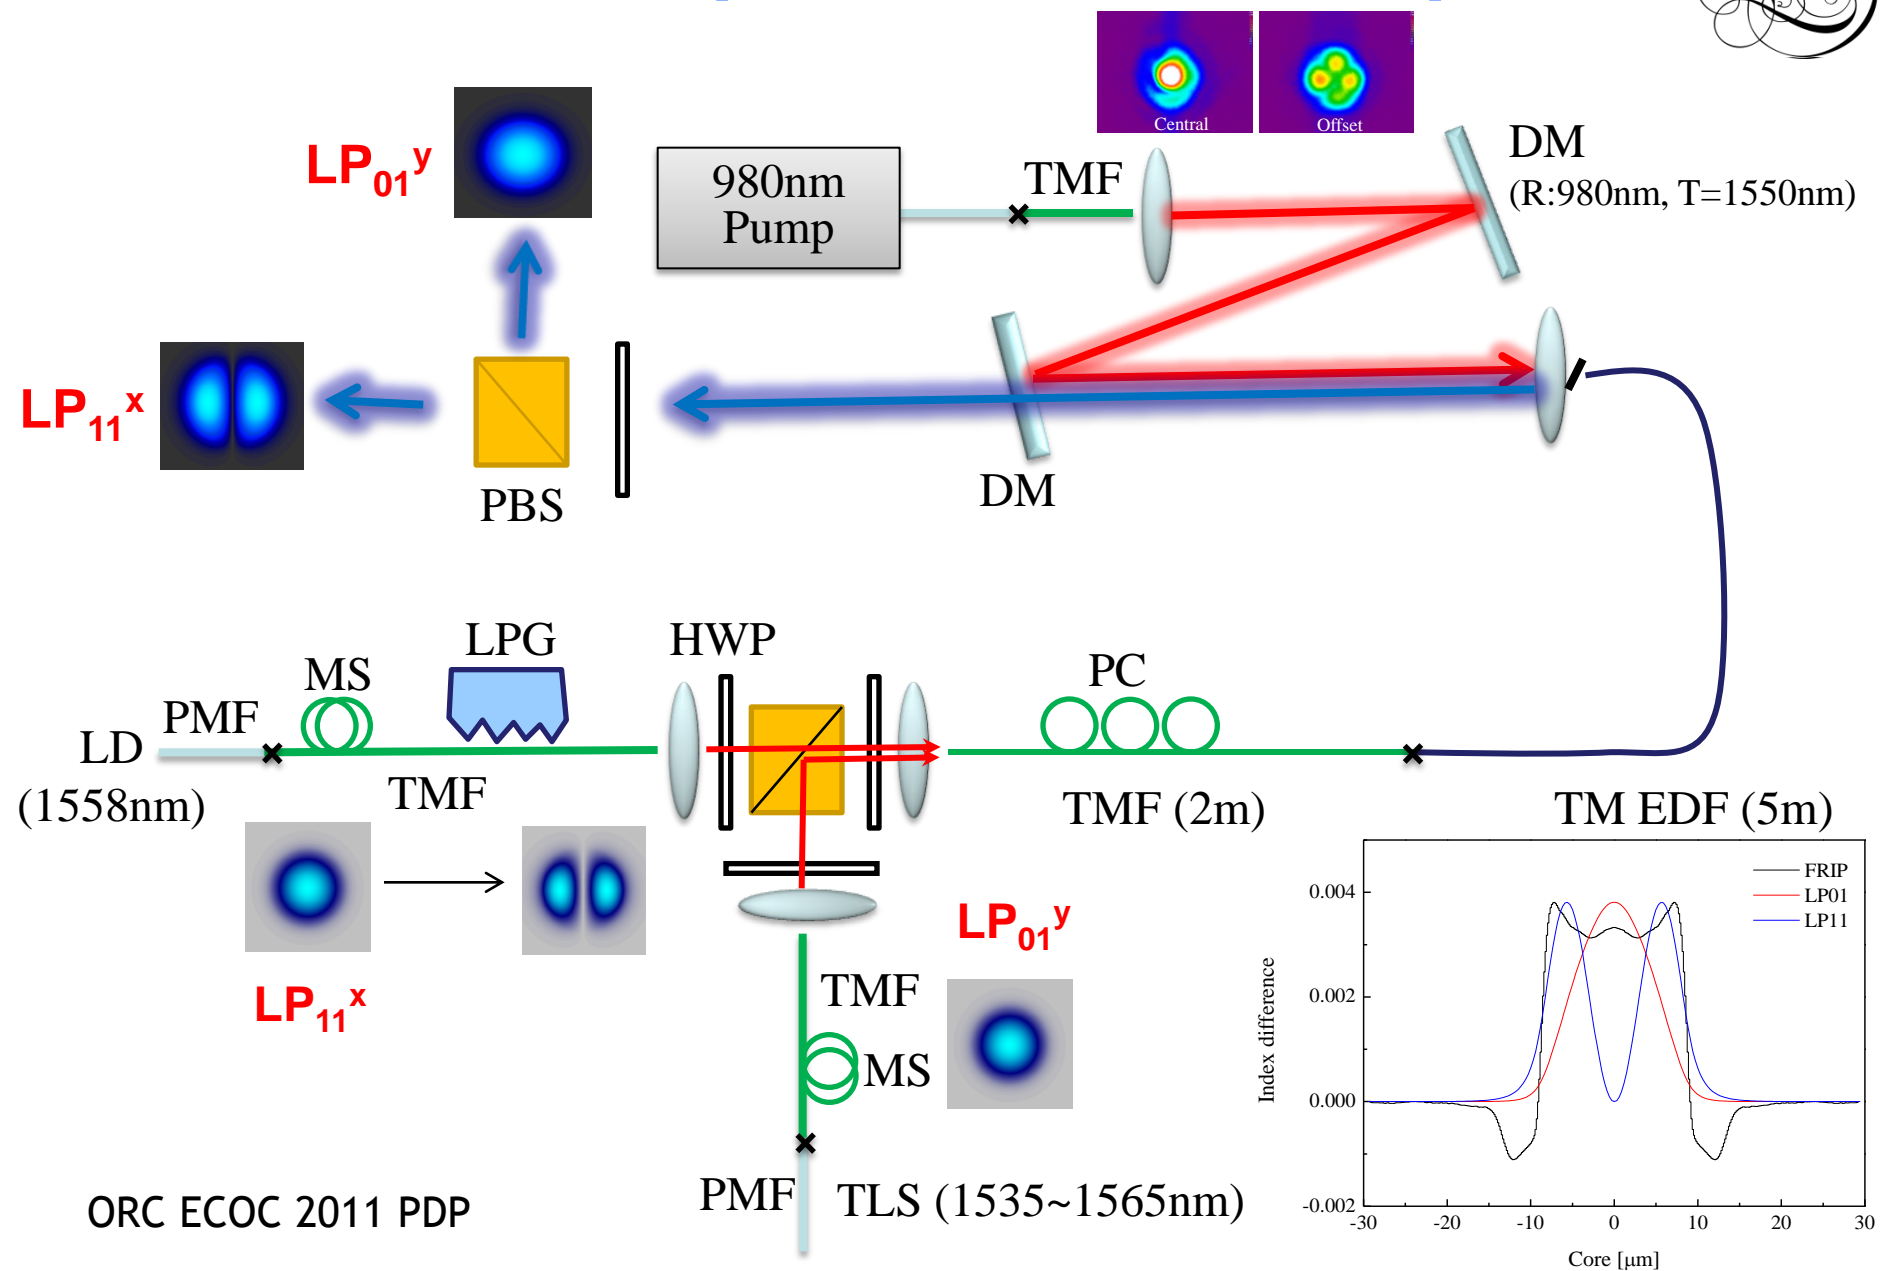 Central
Offset
LP01y
980nm
Pump
TMF
DM
(R:980nm, T=1550nm)
LP11x
PBS
DM
LPG
HWP
MS
PC
PMF
LD
(1558nm)
TMF
TMF (2m)
TM EDF (5m)
LP11x
LP01y
TMF
MS
PMF
TLS (1535~1565nm)
ORC ECOC 2011 PDP
FRIP
LP01
LP11
Index difference
0.004
0.002
0.000
-0.002
-30
-20
-10
0
10
20
30
Core [μm]